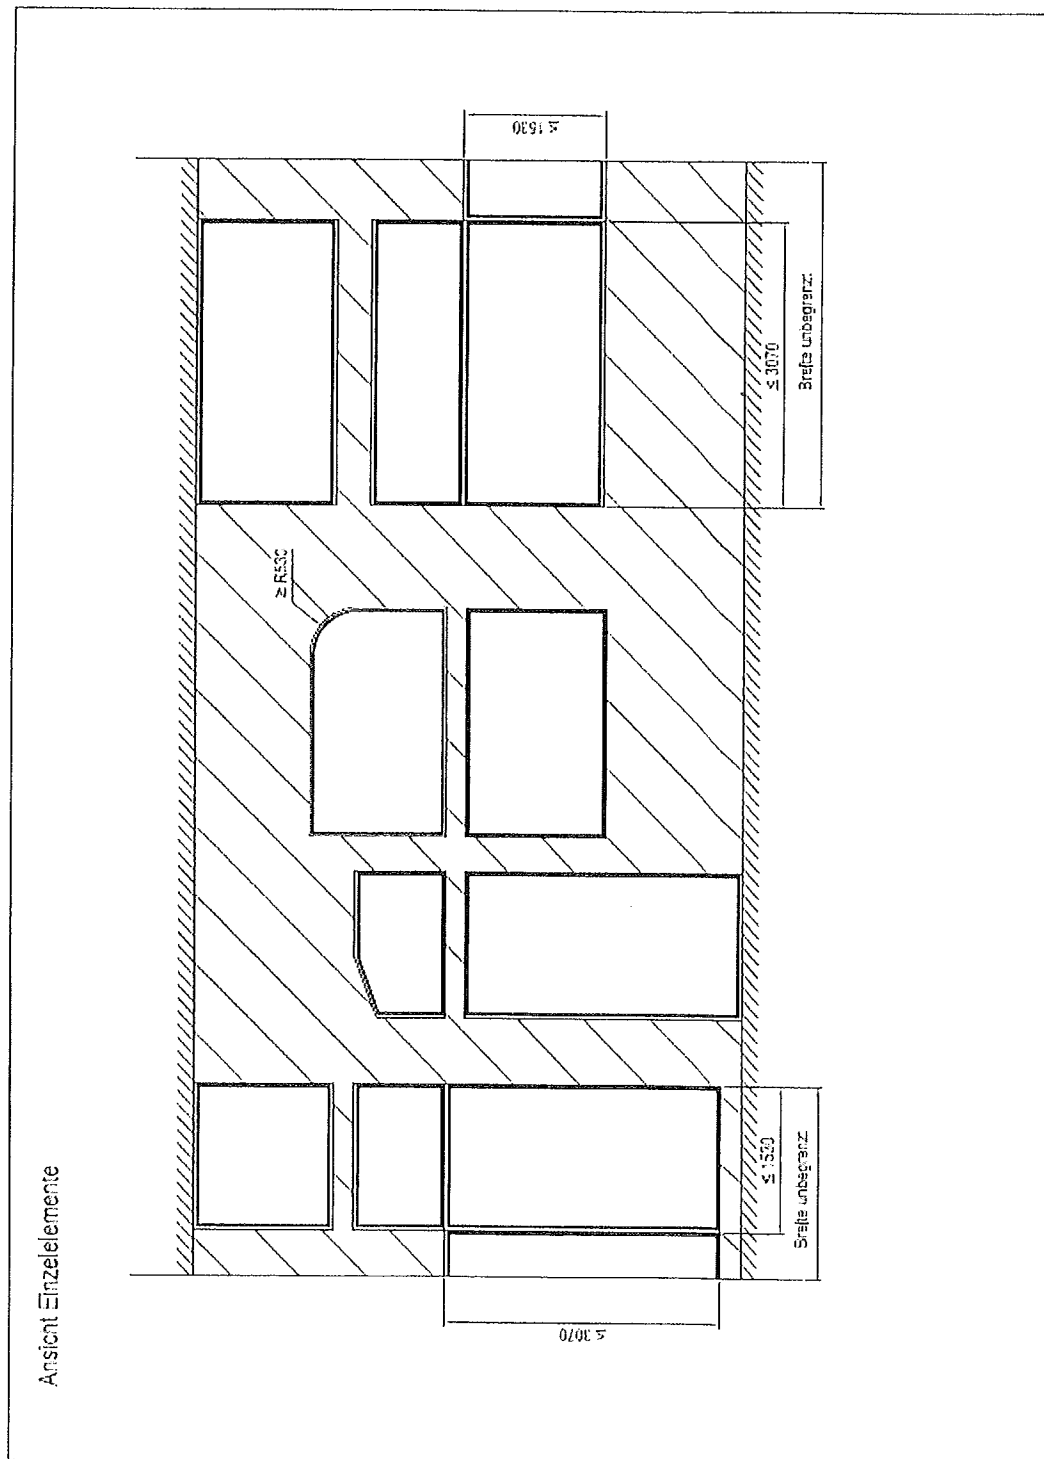 Ansicht Einzelelemente
≥ R530
≤ 1530
≤ 3070
Breite unbegrenzt
≤ 3070
≤ 1530
Breite unbegrenzt